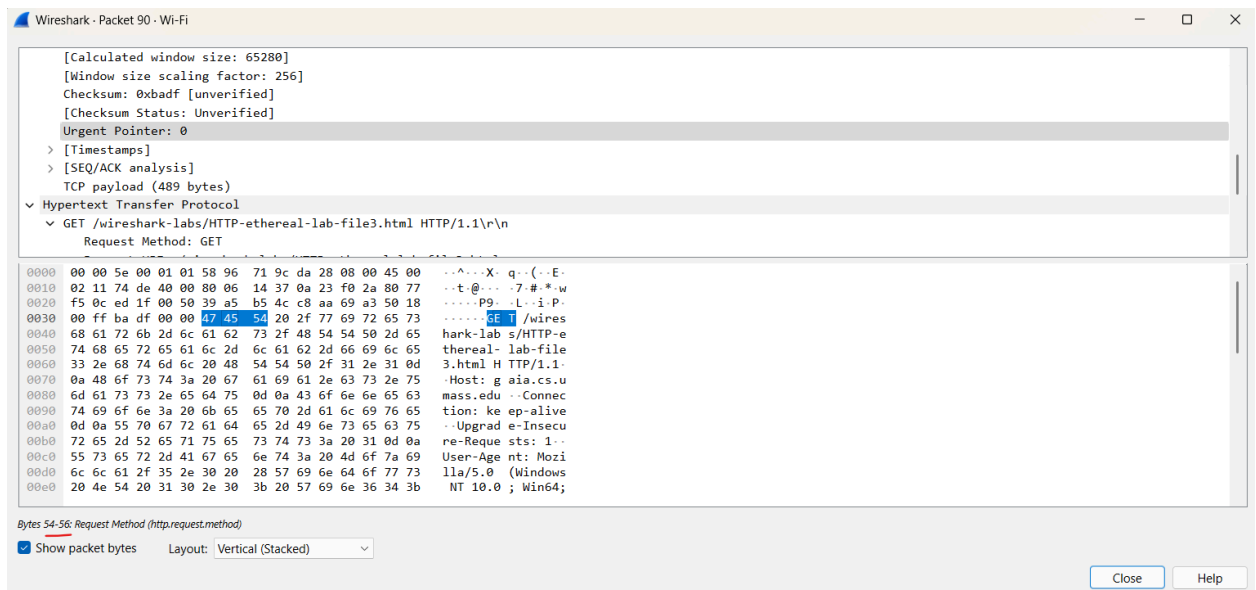 Wireshark · Packet 90 · Wi-Fi
[Calculated window size: 65280]
[Window size scaling factor: 256]
Checksum: 0xbadf [unverified]
[Checksum Status: Unverified]
Urgent Pointer: 0
[Timestamps]
[SEQ/ACK analysis]
TCP payload (489 bytes)
Hypertext Transfer Protocol
GET /wireshark-labs/HTTP-ethereal-lab-file3.html HTTP/1.1\r\n
Request Method: GET
0000 00 00 5e 00 01 01 58 96 71 9c da 28 08 00 45 00 ··^···X· q··(··E·
0010 02 11 74 de 40 00 80 06 14 37 0a 23 f0 2a 80 77 ··t·@··· ·7·#·*·w
0020 f5 0c ed 1f 00 50 39 a5 b5 4c c8 aa 69 a3 50 18 ·····P9· ·L··i·P·
0030 00 ff ba df 00 00 47 45 54 20 2f 77 69 72 65 73 ······GE T /wires
0040 68 61 72 6b 2d 6c 61 62 73 2f 48 54 54 50 2d 65 hark-lab s/HTTP-e
0050 74 68 65 72 65 61 6c 2d 6c 61 62 2d 66 69 6c 65 thereal- lab-file
0060 33 2e 68 74 6d 6c 20 48 54 54 50 2f 31 2e 31 0d 3.html H TTP/1.1·
0070 0a 48 6f 73 74 3a 20 67 61 69 61 2e 63 73 2e 75 ·Host: g aia.cs.u
0080 6d 61 73 73 2e 65 64 75 0d 0a 43 6f 6e 6e 65 63 mass.edu ··Connec
0090 74 69 6f 6e 3a 20 6b 65 65 70 2d 61 6c 69 76 65 tion: ke ep-alive
00a0 0d 0a 55 70 67 72 61 64 65 2d 49 6e 73 65 63 75 ··Upgrad e-Insecu
00b0 72 65 2d 52 65 71 75 65 73 74 73 3a 20 31 0d 0a re-Reque sts: 1··
00c0 55 73 65 72 2d 41 67 65 6e 74 3a 20 4d 6f 7a 69 User-Age nt: Mozi
00d0 6c 6c 61 2f 35 2e 30 20 28 57 69 6e 64 6f 77 73 lla/5.0 (Windows
00e0 20 4e 54 20 31 30 2e 30 3b 20 57 69 6e 36 34 3b NT 10.0 ; Win64;
Bytes 54-56: Request Method (http.request.method)
Show packet bytes Layout: Vertical (Stacked)
Close Help